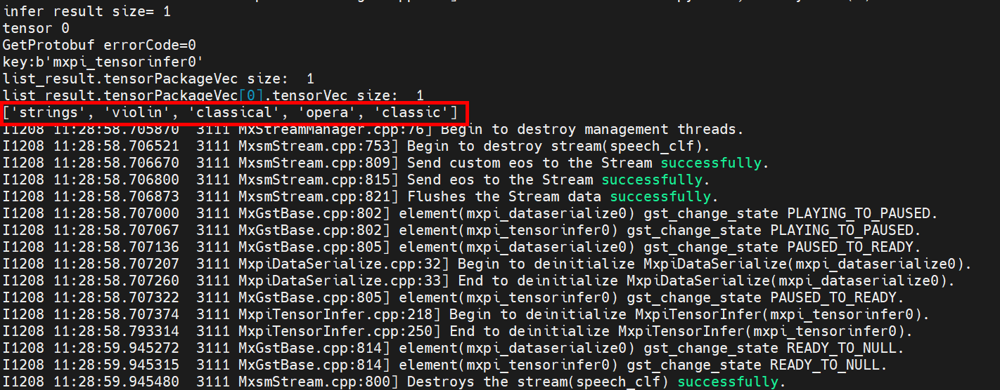 infer result size= 1
tensor 0
GetProtobuf errorCode=0
key:b'mxpi_tensorinfer0'
list_result.tensorPackageVec size:  1
list_result.tensorPackageVec[0].tensorVec size:  1
['strings', 'violin', 'classical', 'opera', 'classic']
I1208 11:28:58.705870  3111 MxStreamManager.cpp:76] Begin to destroy management threads.
I1208 11:28:58.706521  3111 MxsmStream.cpp:753] Begin to destroy stream(speech_clf).
I1208 11:28:58.706670  3111 MxsmStream.cpp:809] Send custom eos to the Stream successfully.
I1208 11:28:58.706800  3111 MxsmStream.cpp:815] Send eos to the Stream successfully.
I1208 11:28:58.706873  3111 MxsmStream.cpp:821] Flushes the Stream data successfully.
I1208 11:28:58.707000  3111 MxGstBase.cpp:802] element(mxpi_dataserialize0) gst_change_state PLAYING_TO_PAUSED.
I1208 11:28:58.707067  3111 MxGstBase.cpp:802] element(mxpi_tensorinfer0) gst_change_state PLAYING_TO_PAUSED.
I1208 11:28:58.707136  3111 MxGstBase.cpp:805] element(mxpi_dataserialize0) gst_change_state PAUSED_TO_READY.
I1208 11:28:58.707207  3111 MxpiDataSerialize.cpp:32] Begin to deinitialize MxpiDataSerialize(mxpi_dataserialize0).
I1208 11:28:58.707260  3111 MxpiDataSerialize.cpp:33] End to deinitialize MxpiDataSerialize(mxpi_dataserialize0).
I1208 11:28:58.707322  3111 MxGstBase.cpp:805] element(mxpi_tensorinfer0) gst_change_state PAUSED_TO_READY.
I1208 11:28:58.707374  3111 MxpiTensorInfer.cpp:218] Begin to deinitialize MxpiTensorInfer(mxpi_tensorinfer0).
I1208 11:28:58.793314  3111 MxpiTensorInfer.cpp:250] End to deinitialize MxpiTensorInfer(mxpi_tensorinfer0).
I1208 11:28:59.945272  3111 MxGstBase.cpp:814] element(mxpi_dataserialize0) gst_change_state READY_TO_NULL.
I1208 11:28:59.945315  3111 MxGstBase.cpp:814] element(mxpi_tensorinfer0) gst_change_state READY_TO_NULL.
I1208 11:28:59.945480  3111 MxsmStream.cpp:800] Destroys the stream(speech_clf) successfully.